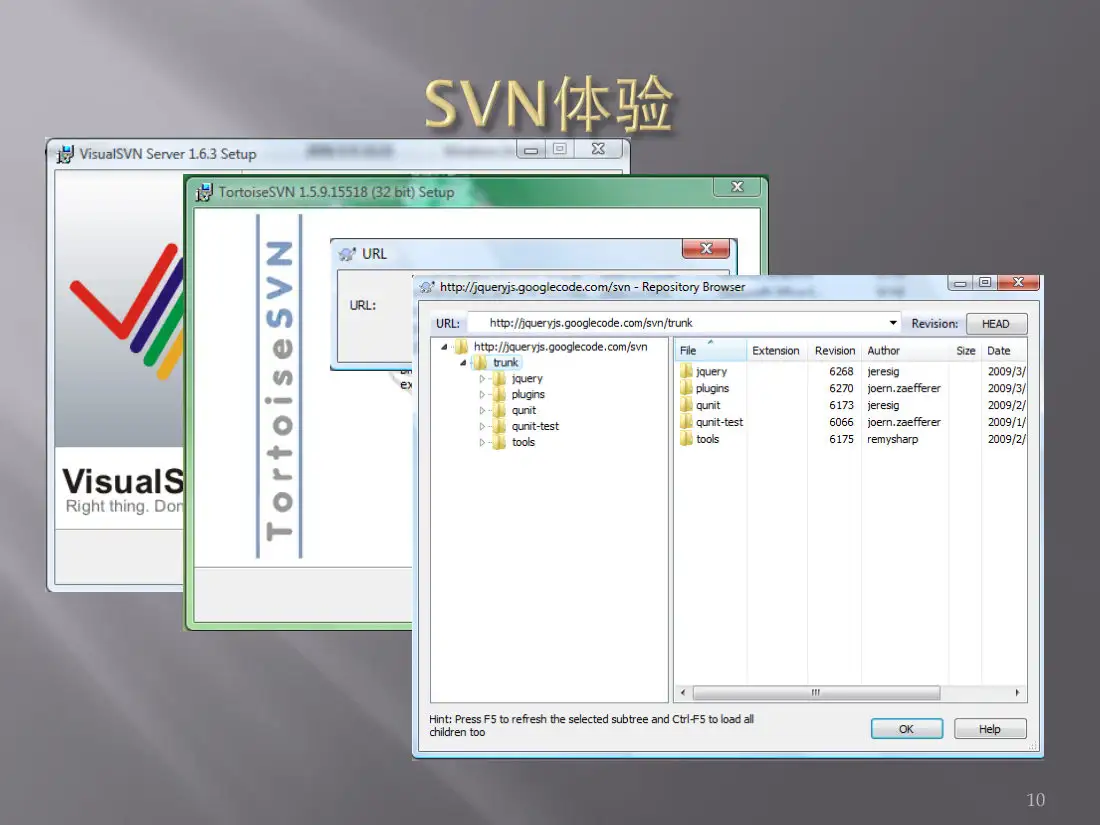 SVN体验
VisualSVN Server 1.6.3 Setup
TortoiseSVN 1.5.9.15518 (32 bit) Setup
TortoiseSVN
URL
URL:
VisualS
Right thing. Don
http://jqueryjs.googlecode.com/svn - Repository Browser
URL: http://jqueryjs.googlecode.com/svn/trunk Revision: HEAD
http://jqueryjs.googlecode.com/svn
trunk
jquery
plugins
qunit
qunit-test
tools
File Extension Revision Author Size Date
jquery 6268 jeresig 2009/3/
plugins 6270 joern.zaefferer 2009/3/
qunit 6173 jeresig 2009/2/
qunit-test 6066 joern.zaefferer 2009/1/
tools 6175 remysharp 2009/2/
Hint: Press F5 to refresh the selected subtree and Ctrl-F5 to load all
children too
OK Help
10